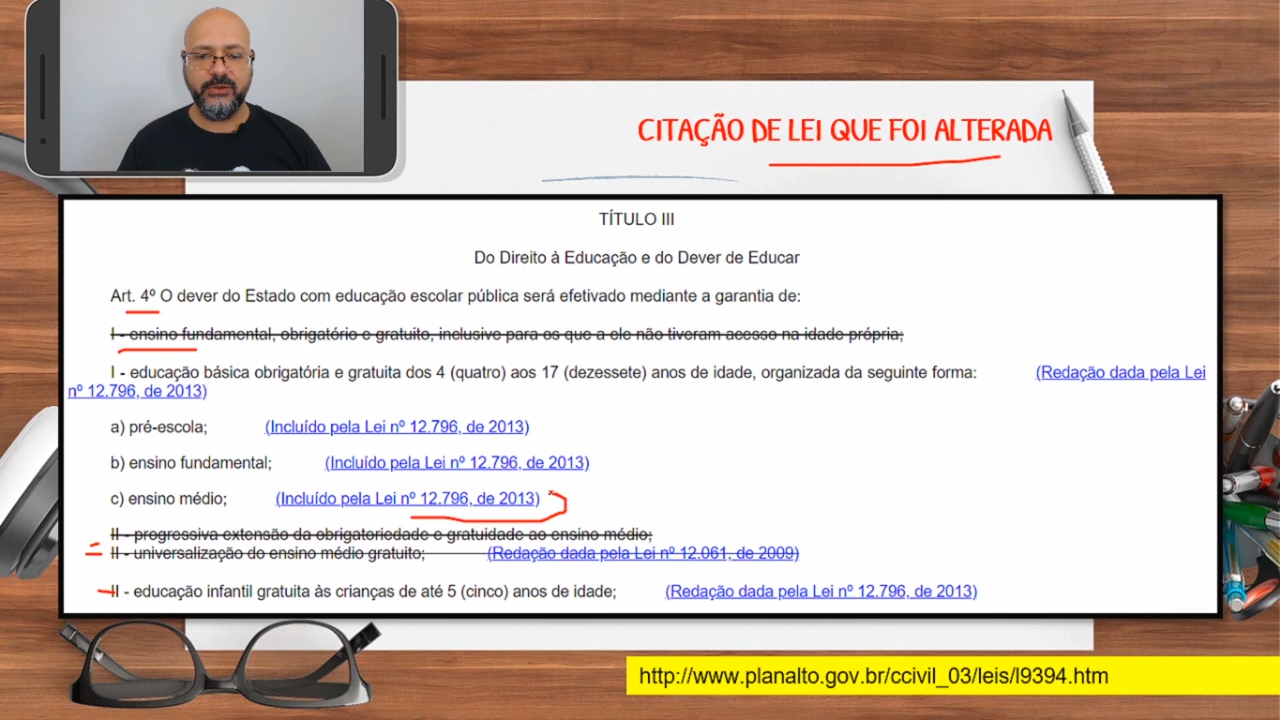 CITAÇÃO DE LEI QUE FOI ALTERADA
TÍTULO III
Do Direito à Educação e do Dever de Educar
Art. 4º O dever do Estado com educação escolar pública será efetivado mediante a garantia de:
I - ensino fundamental, obrigatório e gratuito, inclusive para os que a ele não tiveram acesso na idade própria;
I - educação básica obrigatória e gratuita dos 4 (quatro) aos 17 (dezessete) anos de idade, organizada da seguinte forma: (Redação dada pela Lei
nº 12.796, de 2013)
a) pré-escola; (Incluído pela Lei nº 12.796, de 2013)
b) ensino fundamental; (Incluído pela Lei nº 12.796, de 2013)
c) ensino médio; (Incluído pela Lei nº 12.796, de 2013)
II - progressiva extensão da obrigatoriedade e gratuidade ao ensino médio;
II - universalização do ensino médio gratuito; (Redação dada pela Lei nº 12.061, de 2009)
II - educação infantil gratuita às crianças de até 5 (cinco) anos de idade; (Redação dada pela Lei nº 12.796, de 2013)
http://www.planalto.gov.br/ccivil_03/leis/l9394.htm